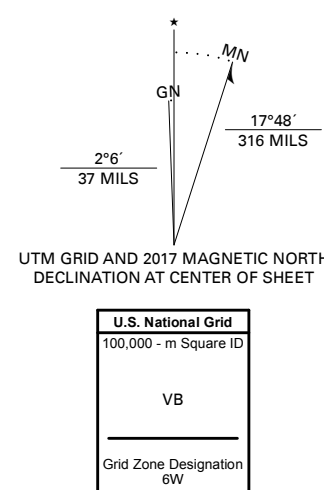 ★
MN
GN
17°48´
316 MILS
2°6´
37 MILS
UTM GRID AND 2017 MAGNETIC NORTH
DECLINATION AT CENTER OF SHEET
U.S. National Grid
100,000 - m Square ID
VB
Grid Zone Designation
6W